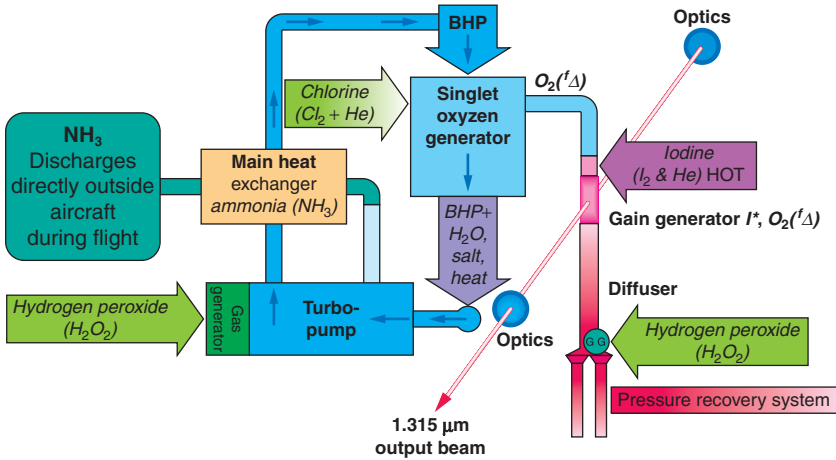 BHP
Optics
Chlorine
(Cl₂ + He)
O₂(ᶠΔ)
Singlet
oxyzen
generator
NH₃
Discharges
directly outside
aircraft
during flight
Main heat
exchanger
ammonia (NH₃)
Iodine
(I₂ & He) HOT
BHP+
H₂O,
salt,
heat
Gain generator I*, O₂(ᶠΔ)
Hydrogen peroxide
(H₂O₂)
Gas
generator
Turbo-
pump
Diffuser
Optics
G G
Hydrogen peroxide
(H₂O₂)
Pressure recovery system
1.315 μm
output beam